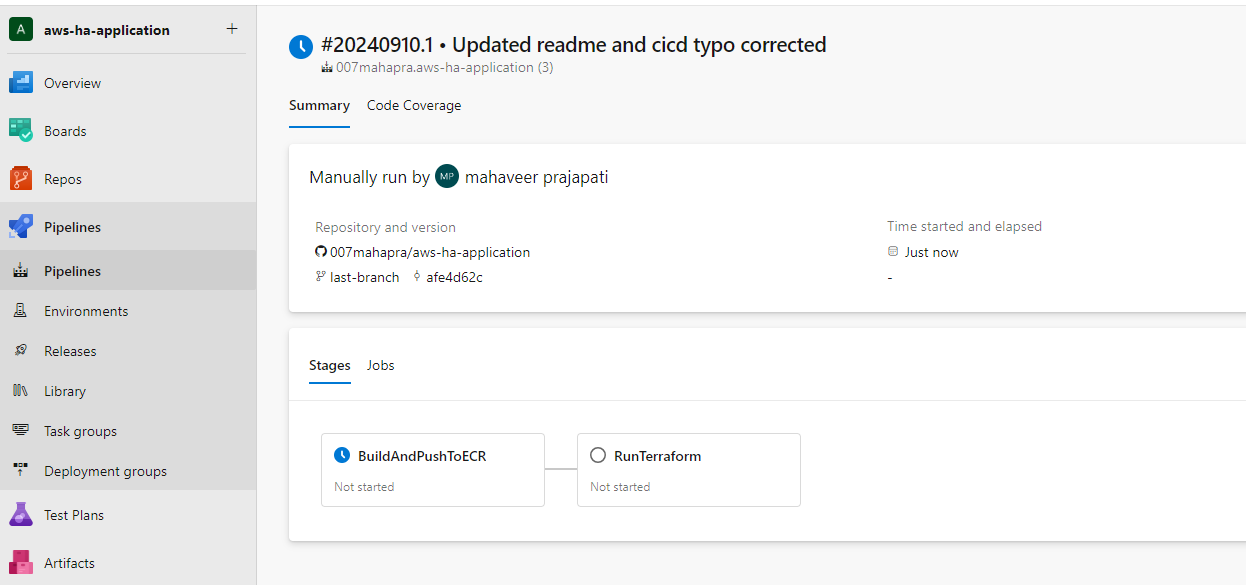 A aws-ha-application +
Overview
Boards
Repos
Pipelines
Pipelines
Environments
Releases
Library
Task groups
Deployment groups
Test Plans
Artifacts
#20240910.1 • Updated readme and cicd typo corrected
007mahapra.aws-ha-application (3)
Summary Code Coverage
Manually run by MP mahaveer prajapati
Repository and version
007mahapra/aws-ha-application
last-branch afe4d62c
Time started and elapsed
Just now
-
Stages Jobs
BuildAndPushToECR
Not started
RunTerraform
Not started